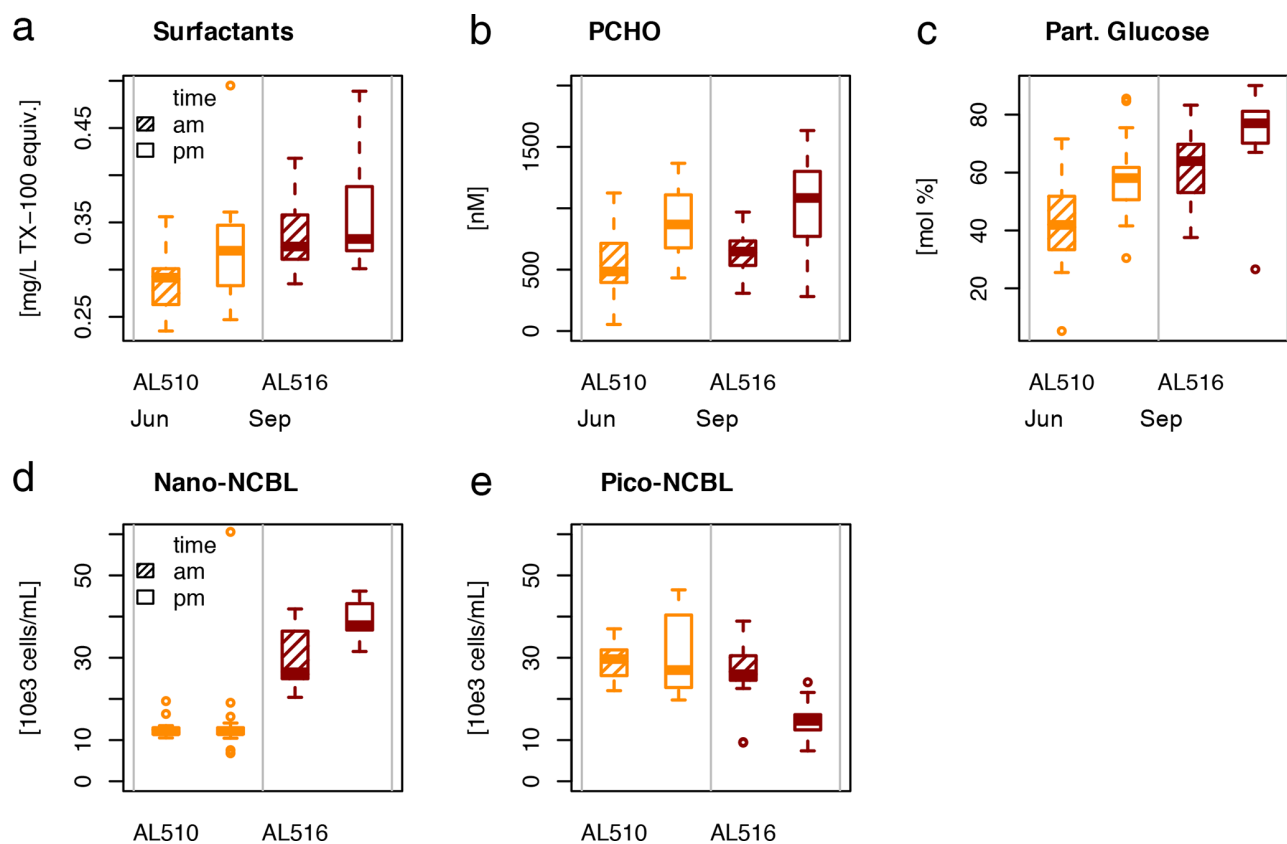 a Surfactants
[mg/L TX−100 equiv.]
0.25 0.35 0.45
time
am
pm
AL510 AL516
Jun Sep
b PCHO
[nM]
0 500 1500
AL510 AL516
Jun Sep
c Part. Glucose
[mol %]
20 40 60 80
AL510 AL516
Jun Sep
d Nano-NCBL
[10e3 cells/mL]
0 10 30 50
time
am
pm
AL510 AL516
e Pico-NCBL
[10e3 cells/mL]
0 10 30 50
AL510 AL516